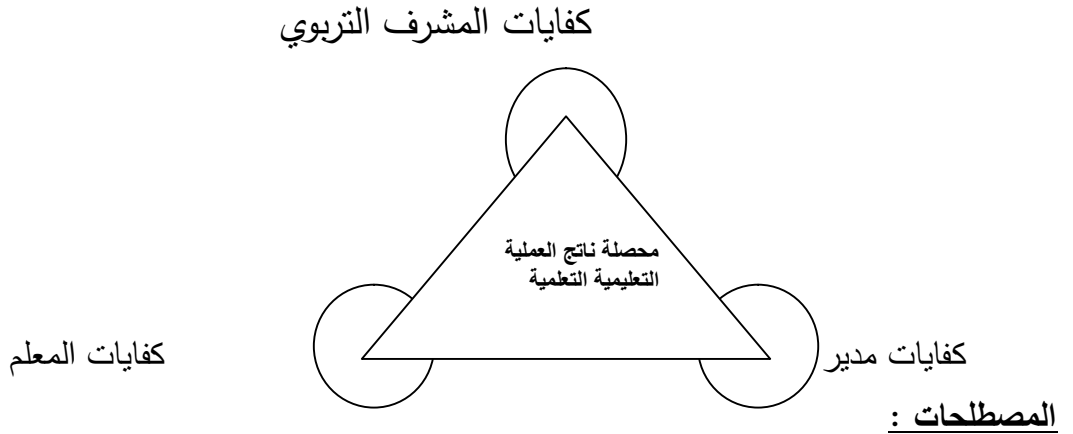 كفايات المشرف التربوي
محصلة ناتج العملية
التعليمية التعلمية
كفايات مدير
كفايات المعلم
المصطلحات :